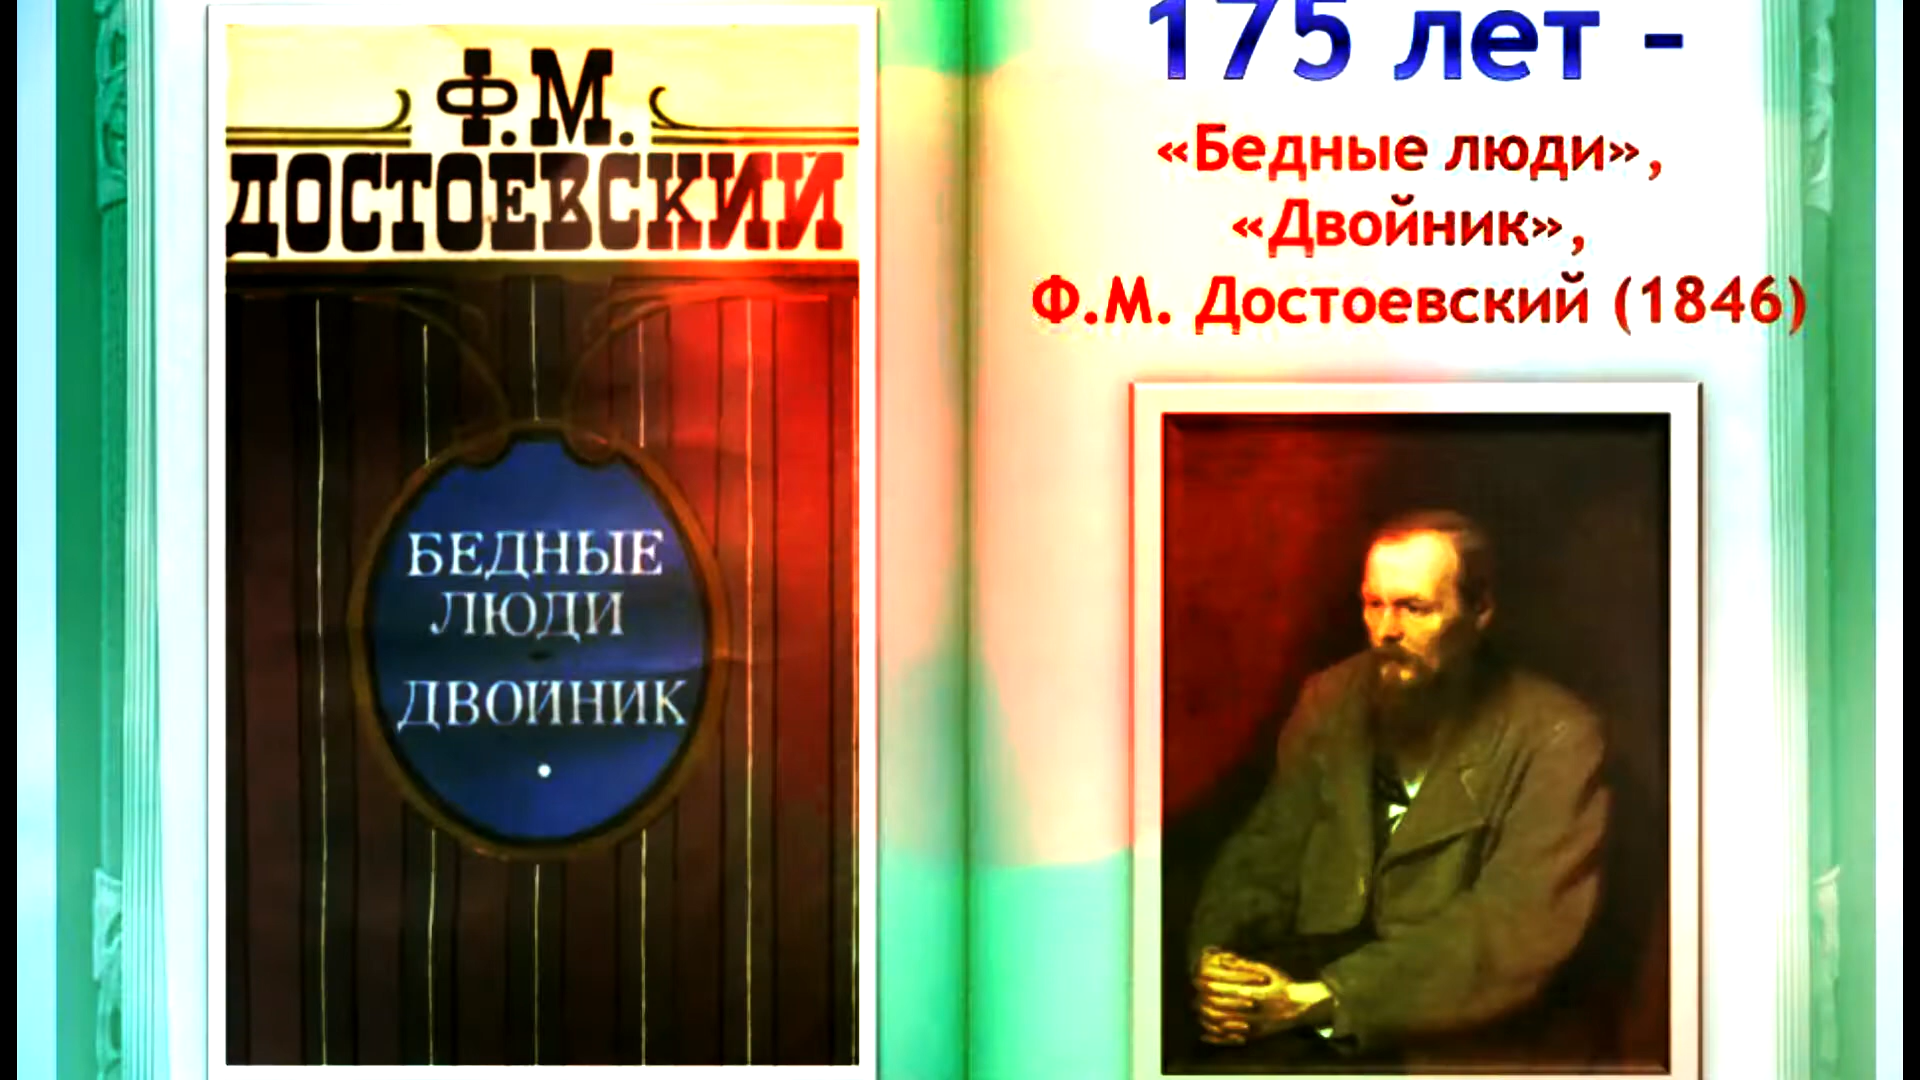 Ф.М.
ДОСТОЕВСКИЙ
БЕДНЫЕ
ЛЮДИ
ДВОЙНИК
175 лет -
«Бедные люди»,
«Двойник»,
Ф.М. Достоевский (1846)